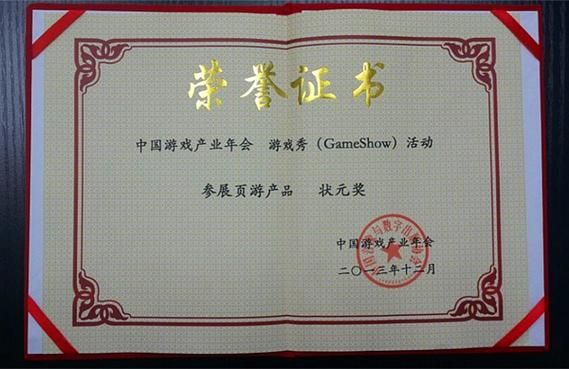 荣誉证书
中国游戏产业年会 游戏秀（GameShow）活动
参展页游产品 状元奖
中国游戏产业年会
二〇一三年十二月